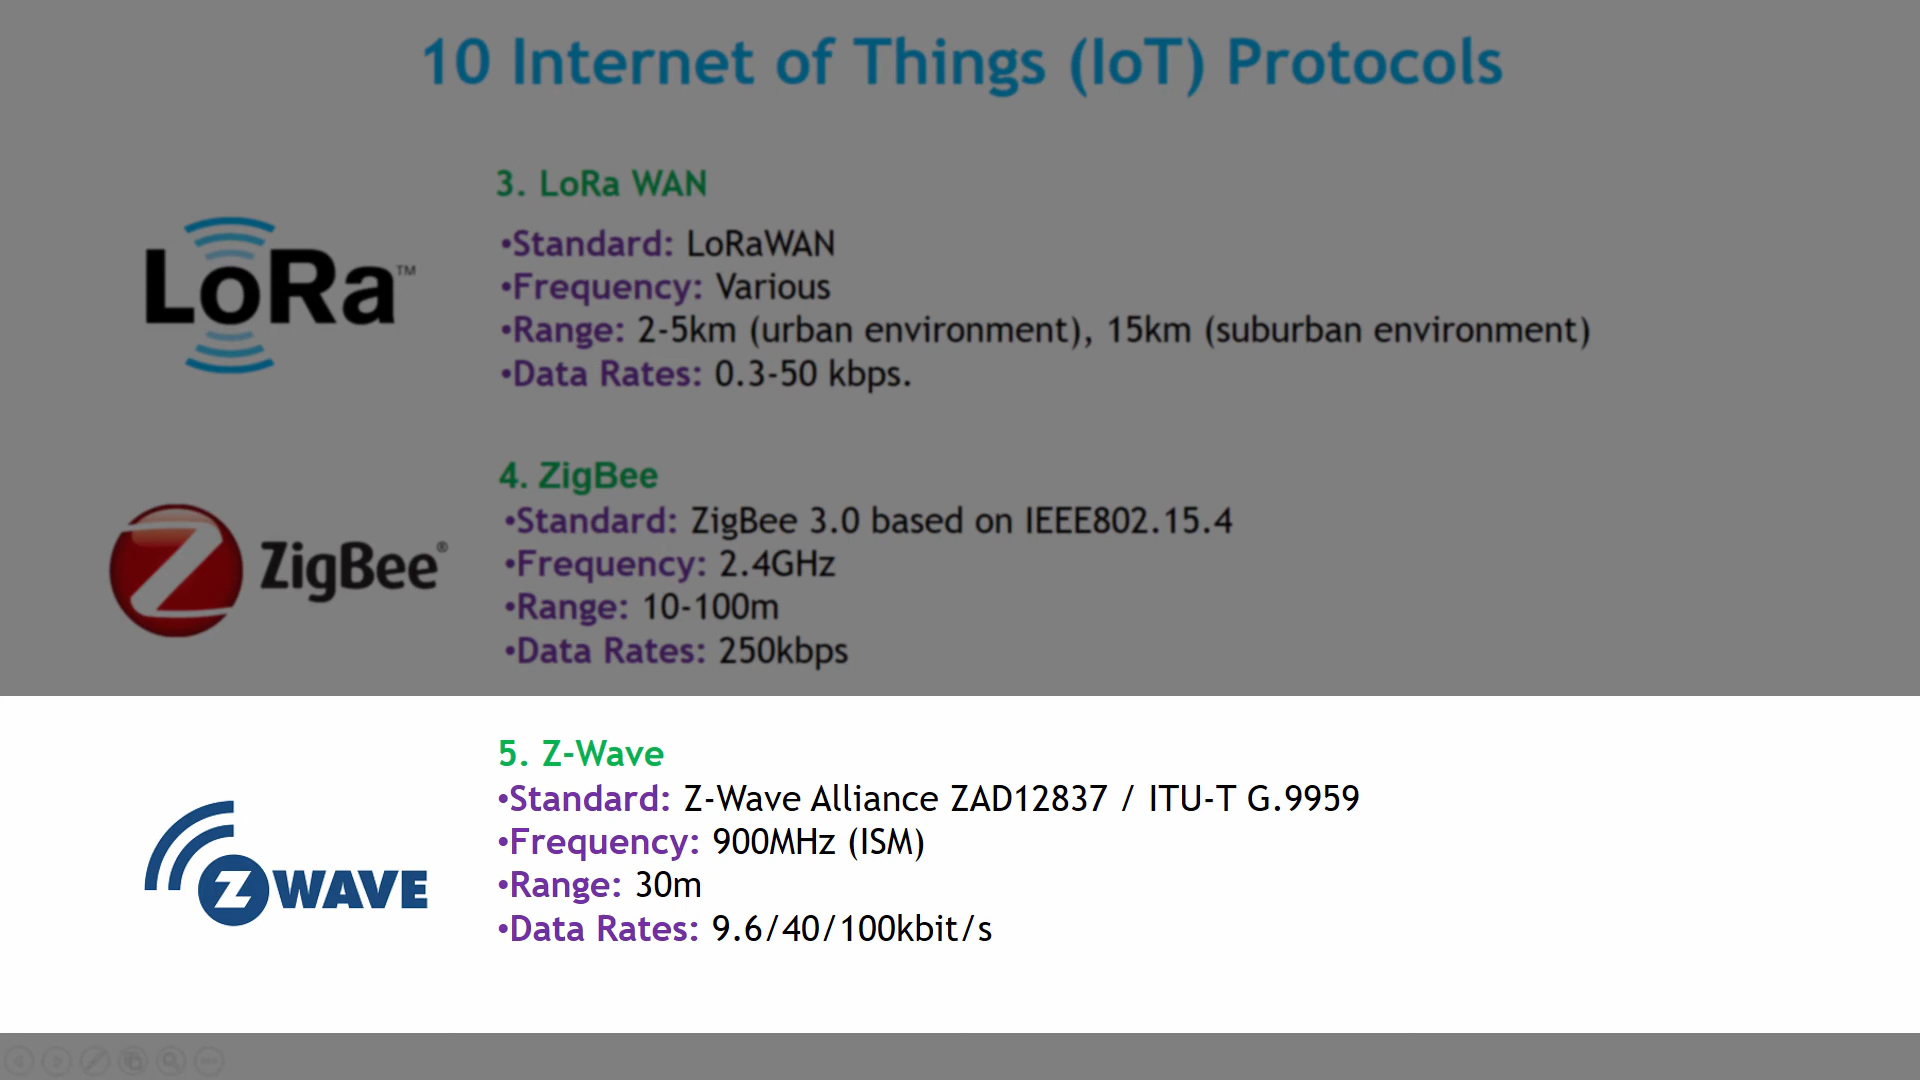 10 Internet of Things (IoT) Protocols
3. LoRa WAN
LoRa™
•Standard: LoRaWAN
•Frequency: Various
•Range: 2-5km (urban environment), 15km (suburban environment)
•Data Rates: 0.3-50 kbps.
4. ZigBee
ZigBee®
•Standard: ZigBee 3.0 based on IEEE802.15.4
•Frequency: 2.4GHz
•Range: 10-100m
•Data Rates: 250kbps
5. Z-Wave
Z WAVE
•Standard: Z-Wave Alliance ZAD12837 / ITU-T G.9959
•Frequency: 900MHz (ISM)
•Range: 30m
•Data Rates: 9.6/40/100kbit/s